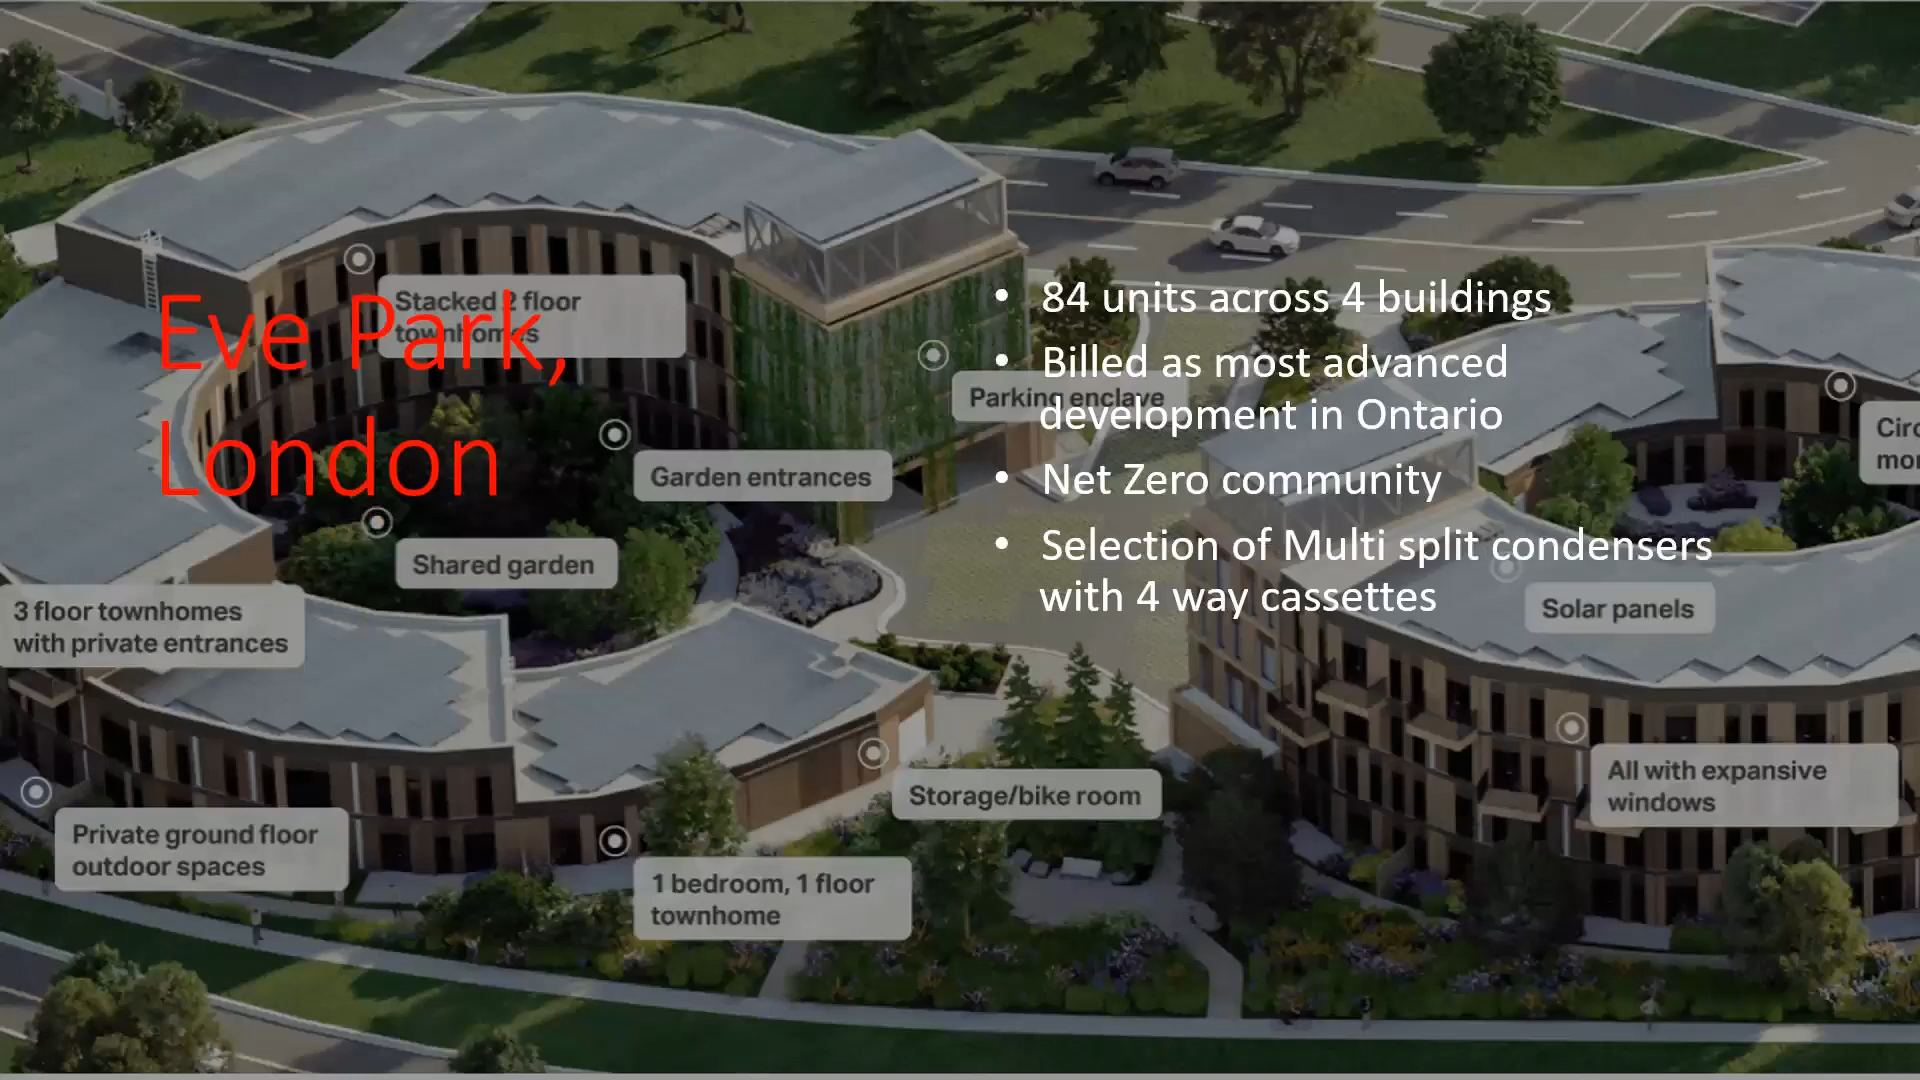 Eve Park,
London
• 84 units across 4 buildings
• Billed as most advanced
development in Ontario
• Net Zero community
• Selection of Multi split condensers
with 4 way cassettes
Stacked 2 floor
townhomes
Parking enclave
Garden entrances
Shared garden
3 floor townhomes
with private entrances
Solar panels
All with expansive
windows
Storage/bike room
Private ground floor
outdoor spaces
1 bedroom, 1 floor
townhome